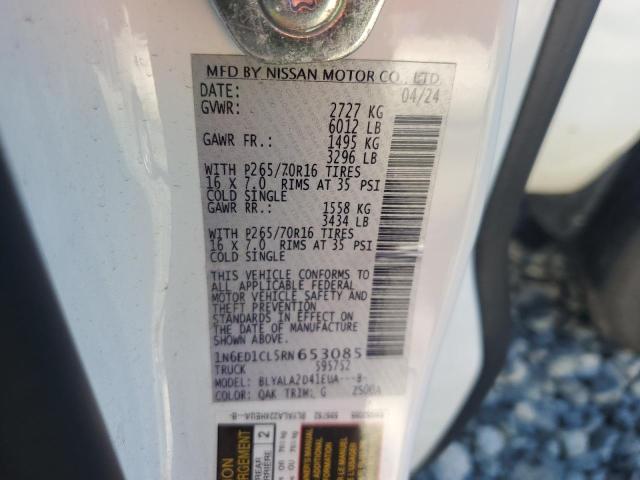 MFD BY NISSAN MOTOR CO., LTD.
DATE: 04/24
GVWR: 2727 KG
6012 LB
GAWR FR.: 1495 KG
3296 LB
WITH P265/70R16 TIRES
16 X 7.0 RIMS AT 35 PSI
COLD SINGLE
GAWR RR.: 1558 KG
3434 LB
WITH P265/70R16 TIRES
16 X 7.0 RIMS AT 35 PSI
COLD SINGLE
THIS VEHICLE CONFORMS TO
ALL APPLICABLE FEDERAL
MOTOR VEHICLE SAFETY AND
THEFT PREVENTION
STANDARDS IN EFFECT ON
THE DATE OF MANUFACTURE
SHOWN ABOVE.
1N6ED1CL5RN653085
TRUCK 595752
MODEL: BLYALA2D41EUA---B-
COLOR: QAK TRIM: G
REAR
2